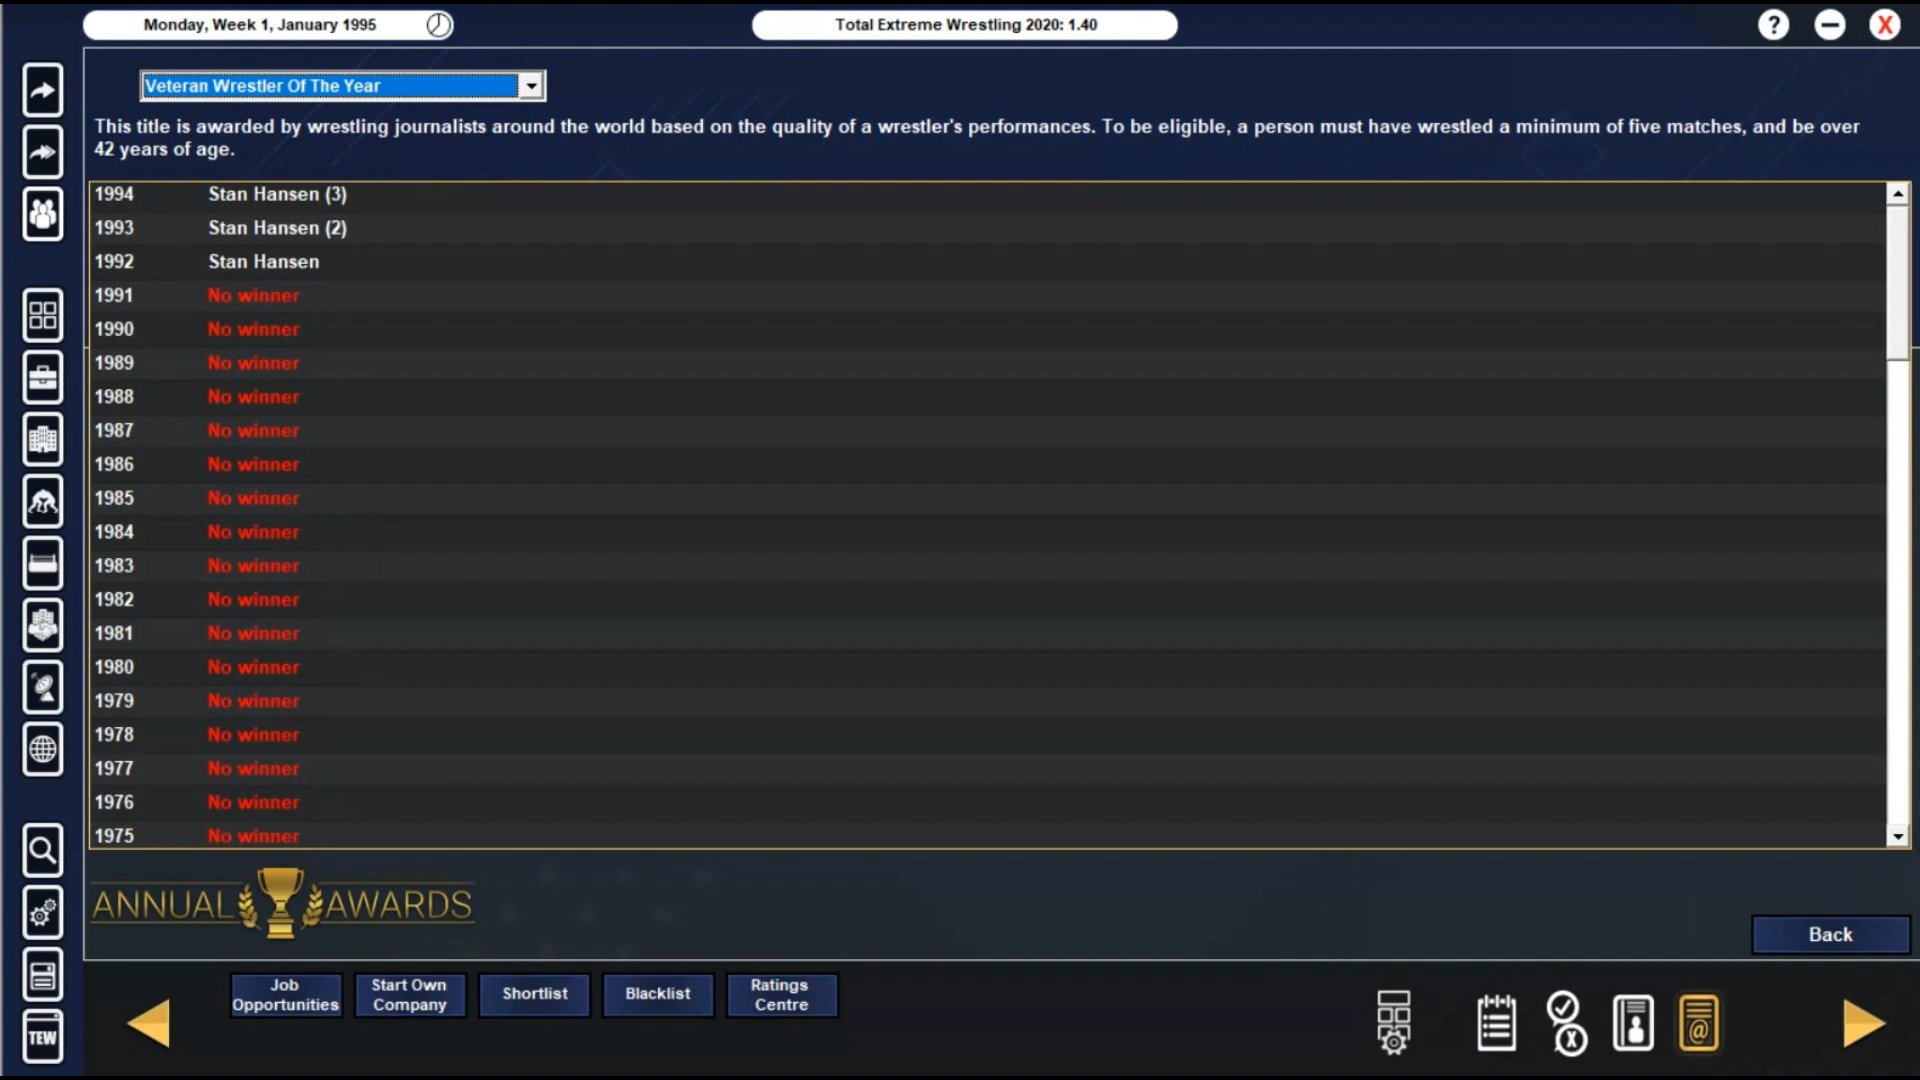 Monday, Week 1, January 1995
Total Extreme Wrestling 2020: 1.40
?
X
Veteran Wrestler Of The Year
This title is awarded by wrestling journalists around the world based on the quality of a wrestler's performances. To be eligible, a person must have wrestled a minimum of five matches, and be over
42 years of age.
1994 Stan Hansen (3)
1993 Stan Hansen (2)
1992 Stan Hansen
1991 No winner
1990 No winner
1989 No winner
1988 No winner
1987 No winner
1986 No winner
1985 No winner
1984 No winner
1983 No winner
1982 No winner
1981 No winner
1980 No winner
1979 No winner
1978 No winner
1977 No winner
1976 No winner
1975 No winner
ANNUAL AWARDS
Back
Job
Opportunities
Start Own
Company
Shortlist
Blacklist
Ratings
Centre
TEW